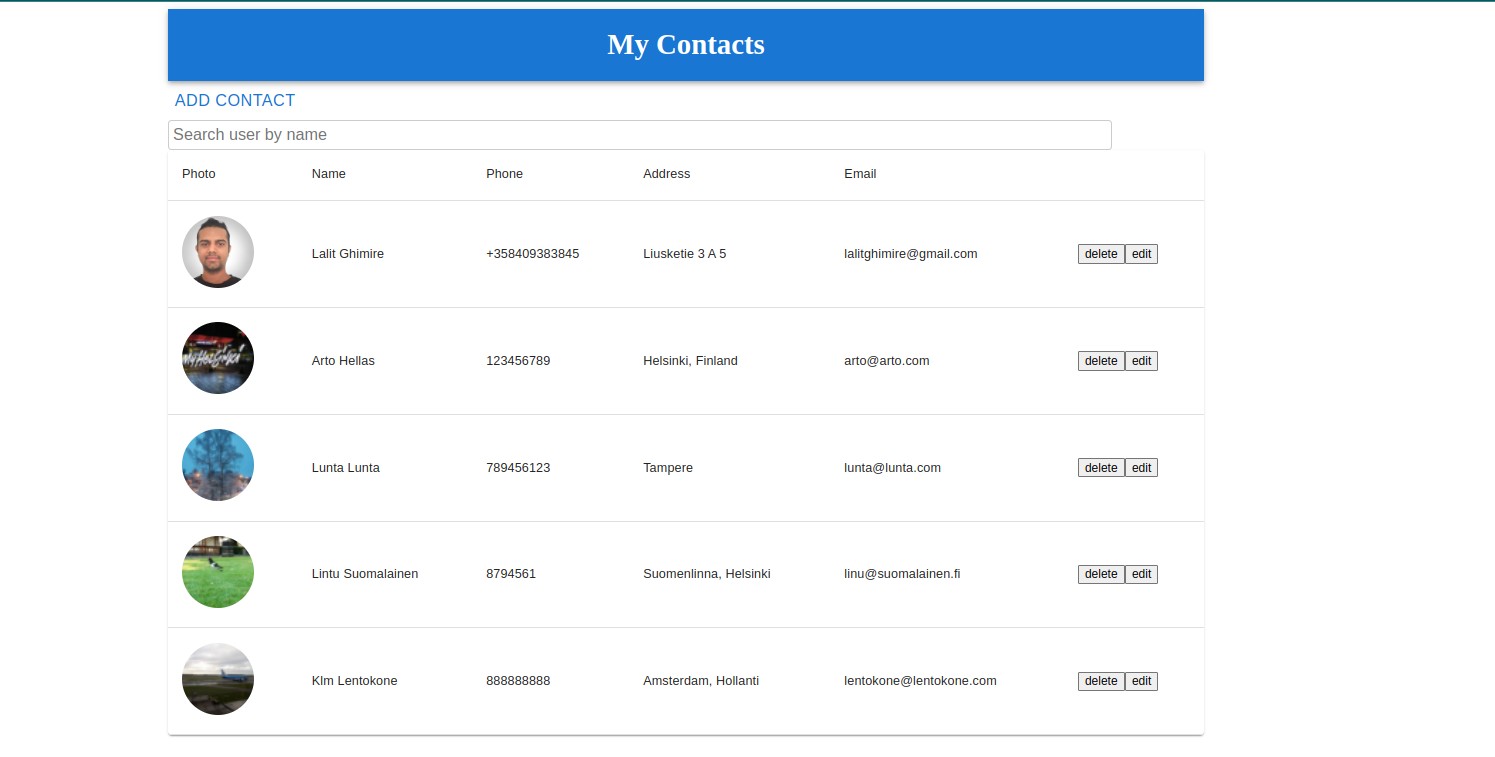 My Contacts
ADD CONTACT
Search user by name
Photo Name Phone Address Email
Lalit Ghimire +358409383845 Liusketie 3 A 5 lalitghimire@gmail.com delete edit
MyHelsinki
Arto Hellas 123456789 Helsinki, Finland arto@arto.com delete edit
Lunta Lunta 789456123 Tampere lunta@lunta.com delete edit
Lintu Suomalainen 8794561 Suomenlinna, Helsinki linu@suomalainen.fi delete edit
Klm Lentokone 888888888 Amsterdam, Hollanti lentokone@lentokone.com delete edit